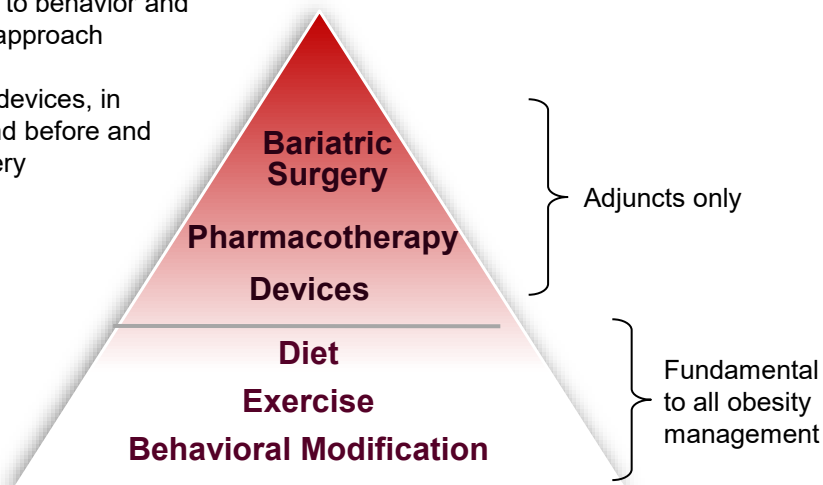 to behavior and
approach
devices, in
nd before and
ery
Bariatric
Surgery
Pharmacotherapy
Devices
Adjuncts only
Diet
Exercise
Behavioral Modification
Fundamental
to all obesity
management